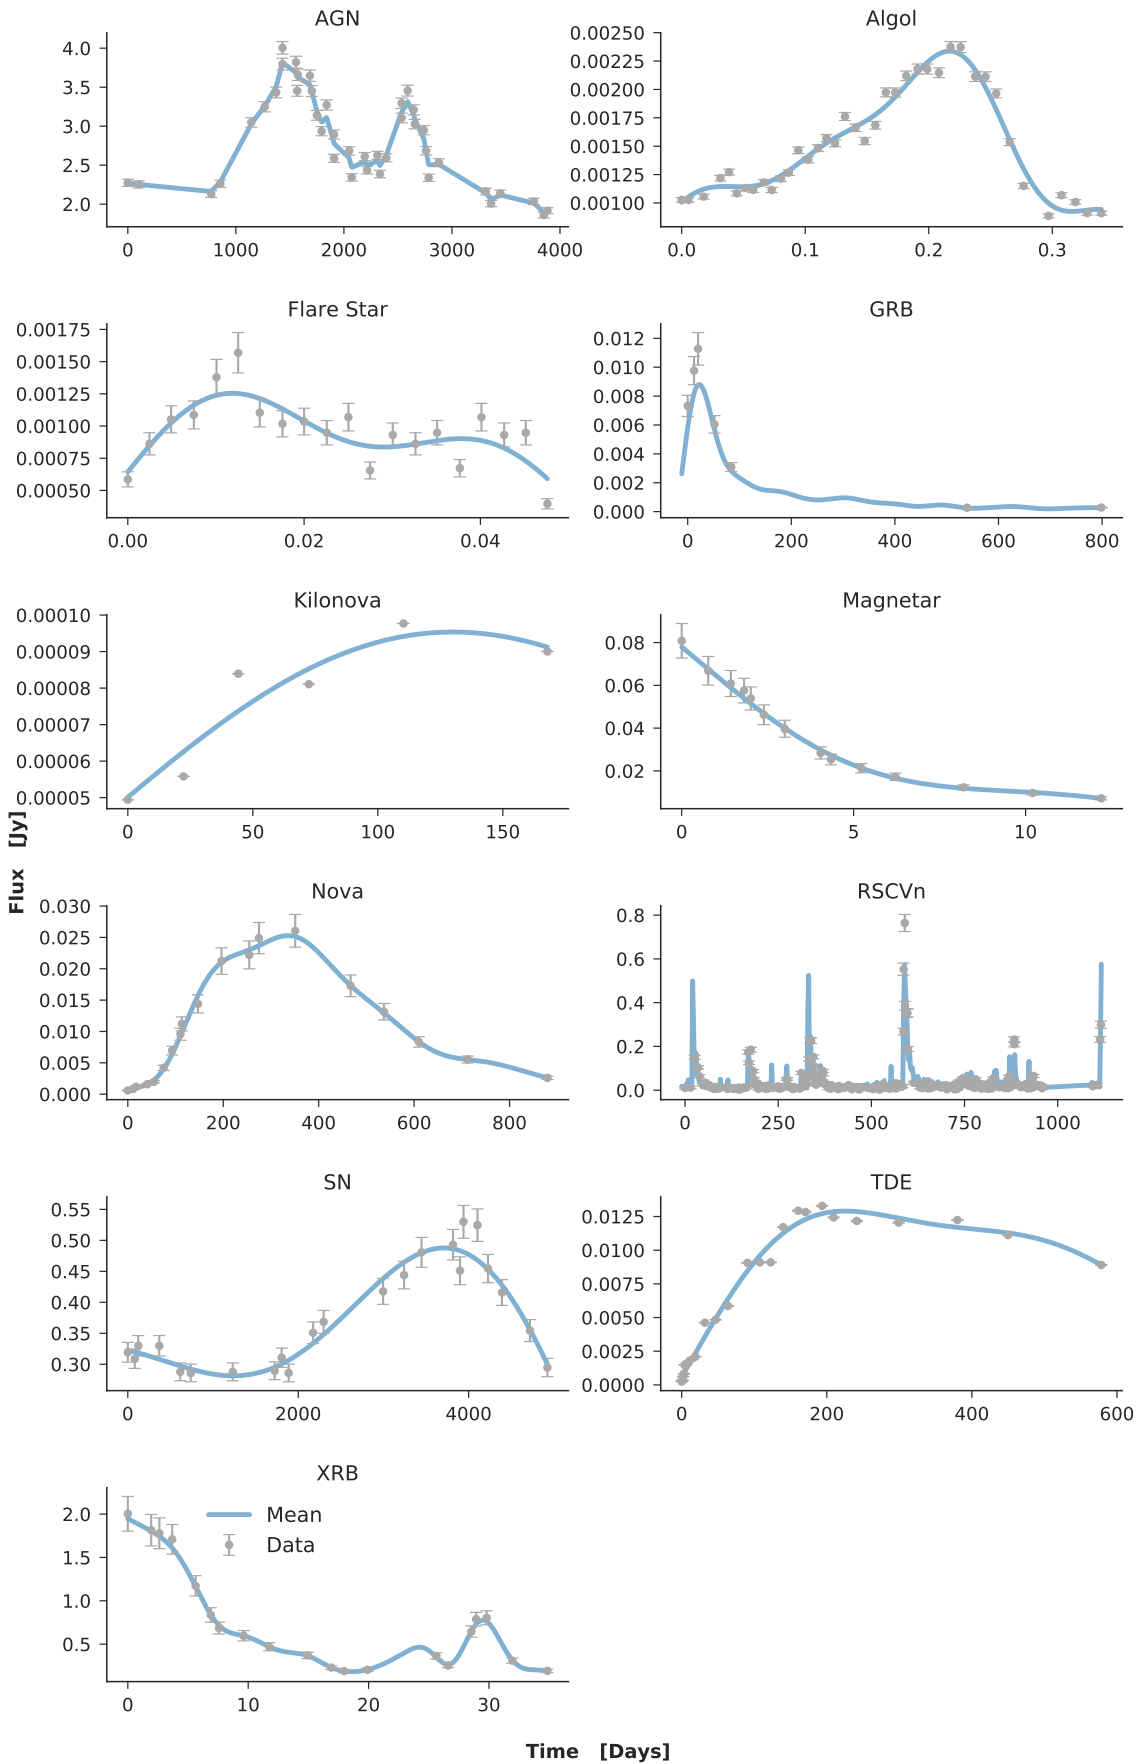 AGN
4.0
3.5
3.0
2.5
2.0
0 1000 2000 3000 4000
Algol
0.00250
0.00225
0.00200
0.00175
0.00150
0.00125
0.00100
0.0 0.1 0.2 0.3
Flare Star
0.00175
0.00150
0.00125
0.00100
0.00075
0.00050
0.00 0.02 0.04
GRB
0.012
0.010
0.008
0.006
0.004
0.002
0.000
0 200 400 600 800
Kilonova
0.00010
0.00009
0.00008
0.00007
0.00006
0.00005
0 50 100 150
Magnetar
0.08
0.06
0.04
0.02
0 5 10
Flux [Jy]
Nova
0.030
0.025
0.020
0.015
0.010
0.005
0.000
0 200 400 600 800
RSCVn
0.8
0.6
0.4
0.2
0.0
0 250 500 750 1000
SN
0.55
0.50
0.45
0.40
0.35
0.30
0 2000 4000
TDE
0.0125
0.0100
0.0075
0.0050
0.0025
0.0000
0 200 400 600
XRB
Mean
Data
2.0
1.5
1.0
0.5
0 10 20 30
Time [Days]